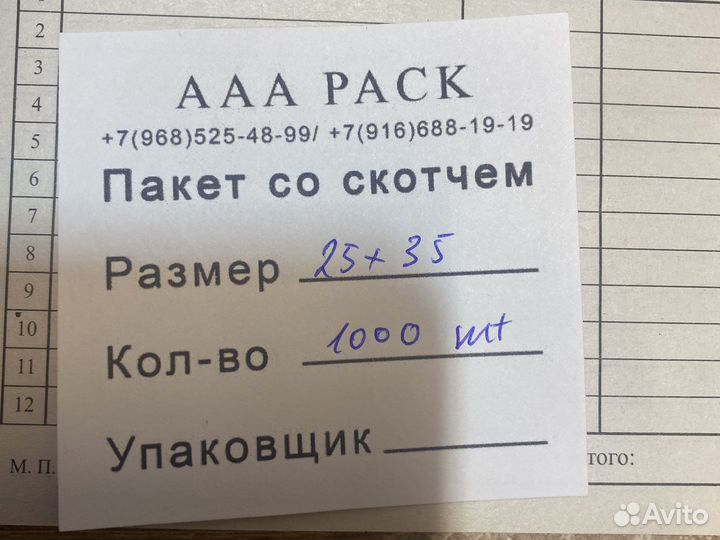 2
3
4
5
6
7
8
9
10
11
12
М. П.
AAA PACK
+7(968)525-48-99/ +7(916)688-19-19
Пакет со скотчем
Размер 25+35
Кол-во 1000 шт
Упаковщик
того:
Avito